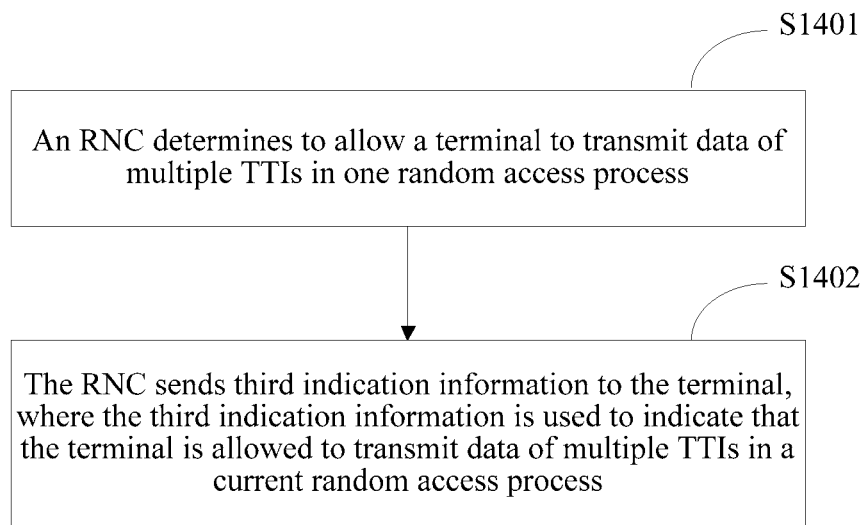 S1401
An RNC determines to allow a terminal to transmit data of
multiple TTIs in one random access process
S1402
The RNC sends third indication information to the terminal,
where the third indication information is used to indicate that
the terminal is allowed to transmit data of multiple TTIs in a
current random access process